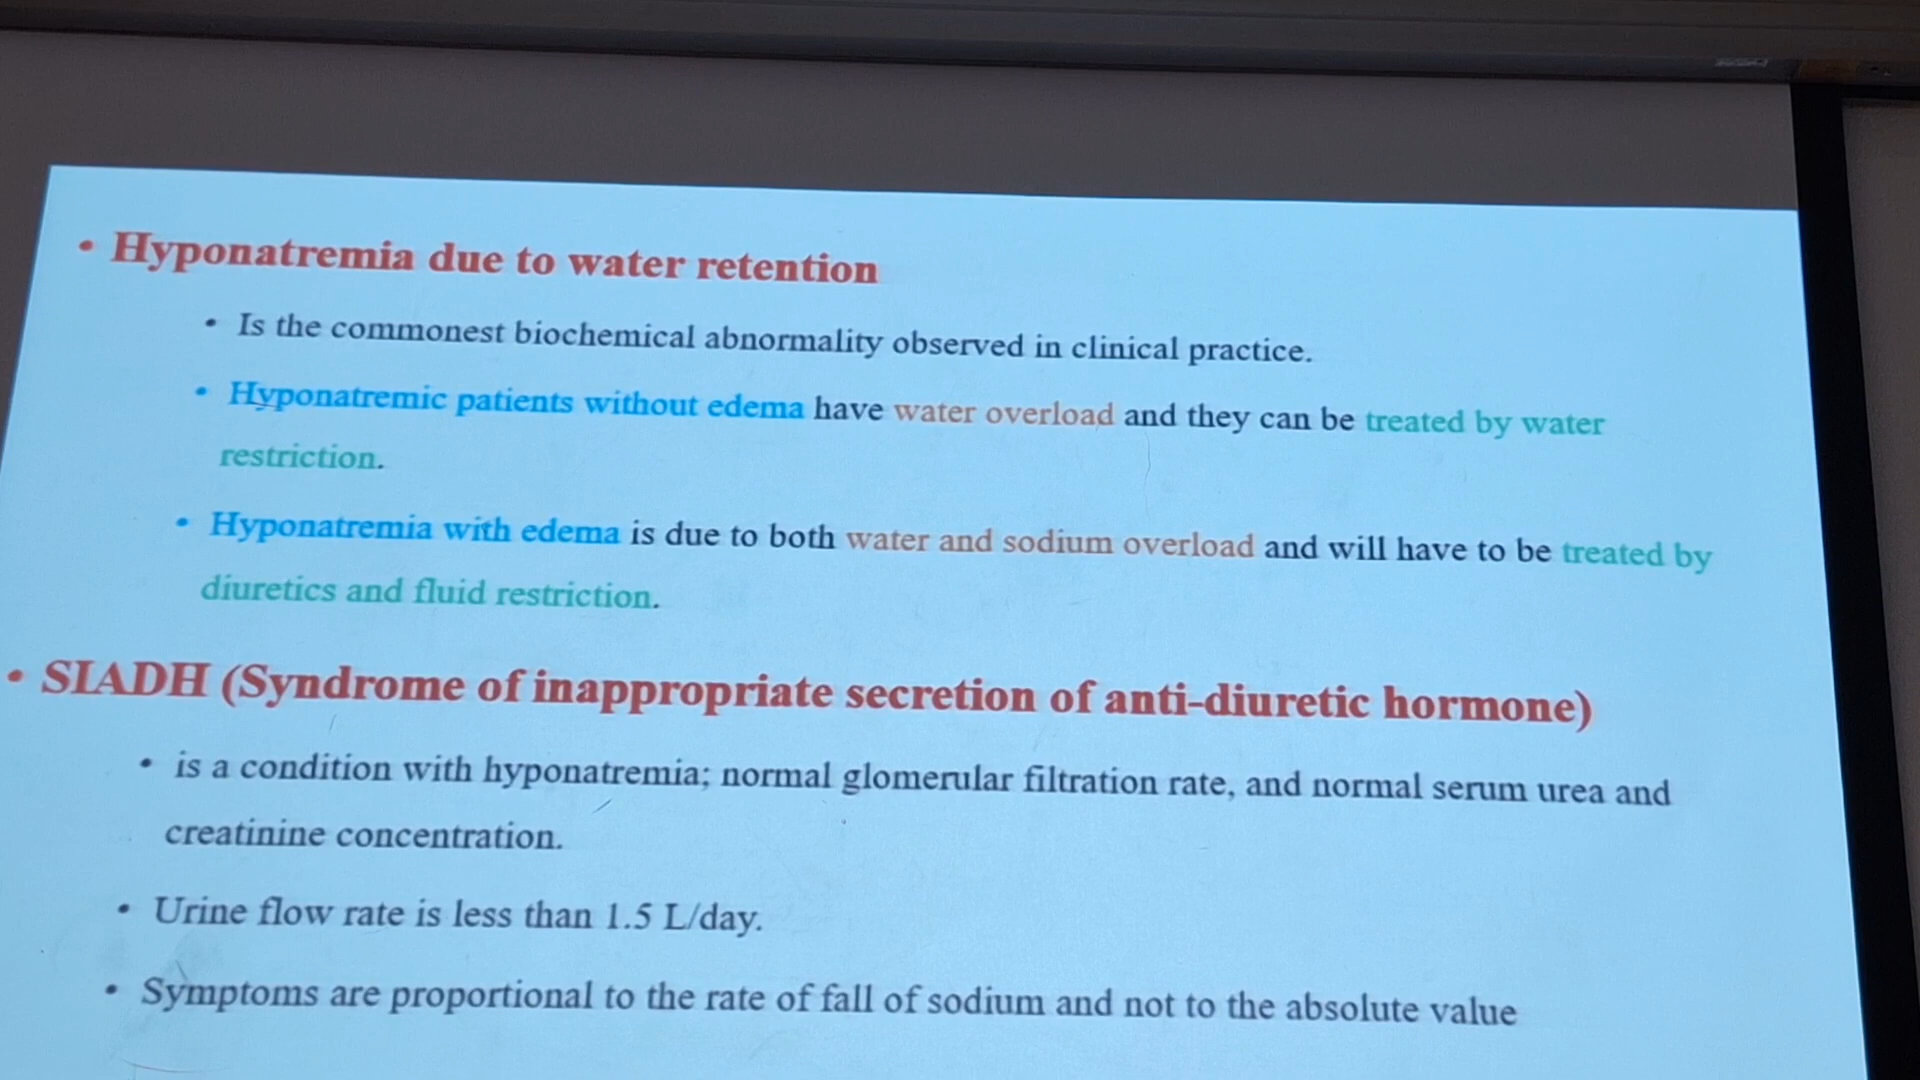 • Hyponatremia due to water retention
• Is the commonest biochemical abnormality observed in clinical practice.
• Hyponatremic patients without edema have water overload and they can be treated by water
restriction.
• Hyponatremia with edema is due to both water and sodium overload and will have to be treated by
diuretics and fluid restriction.
• SIADH (Syndrome of inappropriate secretion of anti-diuretic hormone)
• is a condition with hyponatremia; normal glomerular filtration rate, and normal serum urea and
creatinine concentration.
• Urine flow rate is less than 1.5 L/day.
• Symptoms are proportional to the rate of fall of sodium and not to the absolute value